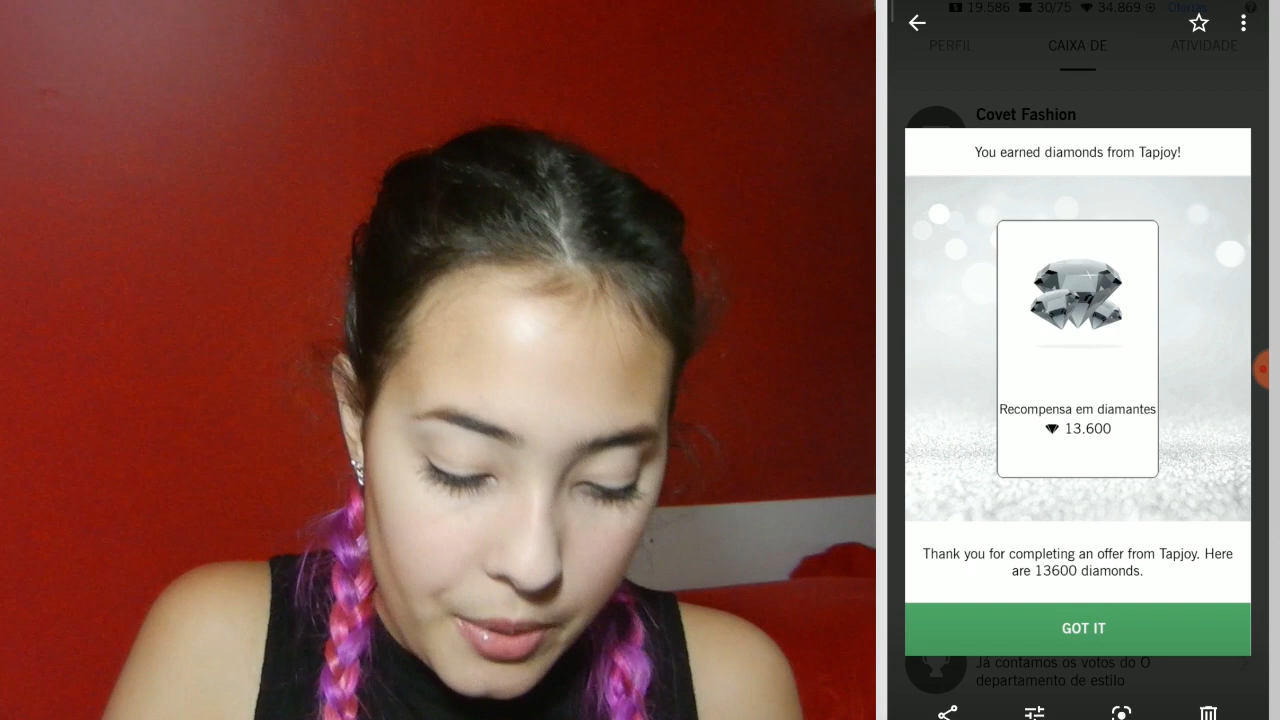 19.586 30/75 34.869 Ofertas
PERFIL CAIXA DE ATIVIDADE
Covet Fashion
You earned diamonds from Tapjoy!
Recompensa em diamantes
13.600
Thank you for completing an offer from Tapjoy. Here
are 13600 diamonds.
GOT IT
Já contamos os votos do O
departamento de estilo